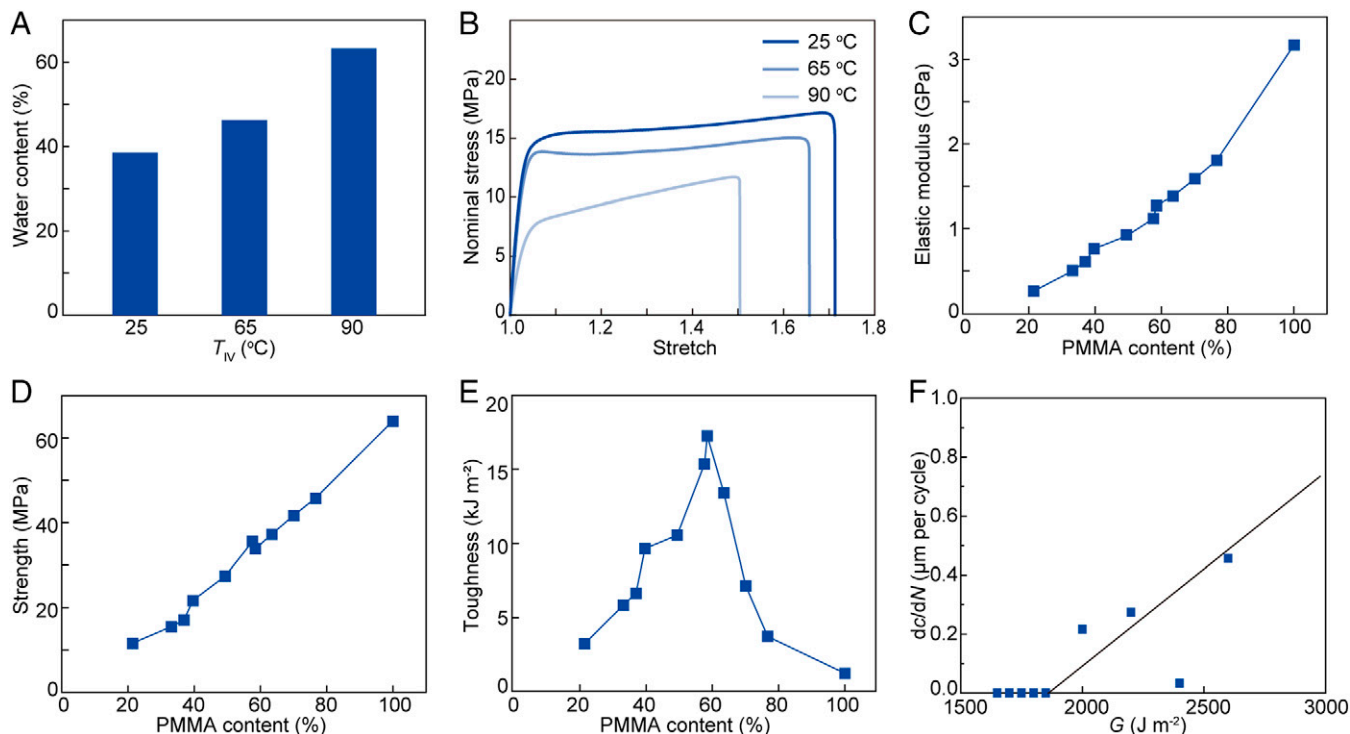 A
Water content (%)
60
40
20
0
25 65 90
T_IV (°C)
B
Nominal stress (MPa)
20
15
10
5
0
1.0 1.2 1.4 1.6 1.8
Stretch
25 °C
65 °C
90 °C
C
Elastic modulus (GPa)
3
2
1
0
0 20 40 60 80 100
PMMA content (%)
D
Strength (MPa)
60
40
20
0
0 20 40 60 80 100
PMMA content (%)
E
Toughness (kJ m⁻²)
20
15
10
5
0
0 20 40 60 80 100
PMMA content (%)
F
dc/dN (µm per cycle)
1.0
0.8
0.6
0.4
0.2
0.0
1500 2000 2500 3000
G (J m⁻²)